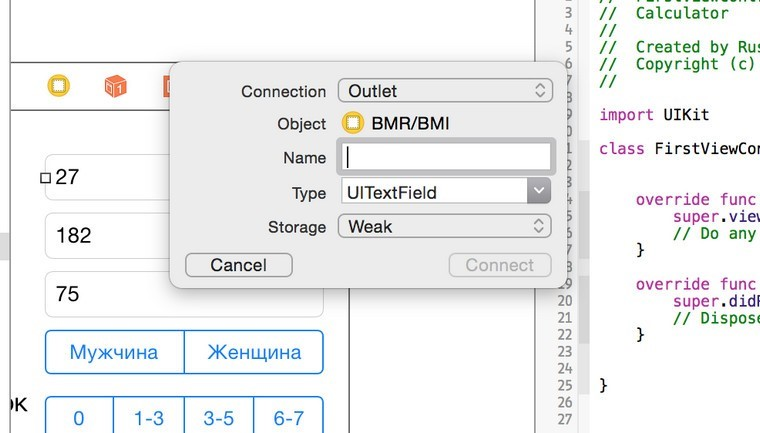 Connection Outlet
Object BMR/BMI
Name
Type UITextField
Storage Weak
Cancel Connect
27
182
75
Мужчина Женщина
ОК
0 1-3 3-5 6-7
3 // Calculator
4 //
5 // Created by Rus
6 // Copyright (c)
7 //
import UIKit
class FirstViewCon
override func
super.view
// Do any
}
override func
20 super.didR
21 // Dispose
22 }
23
24
25 }
26
27